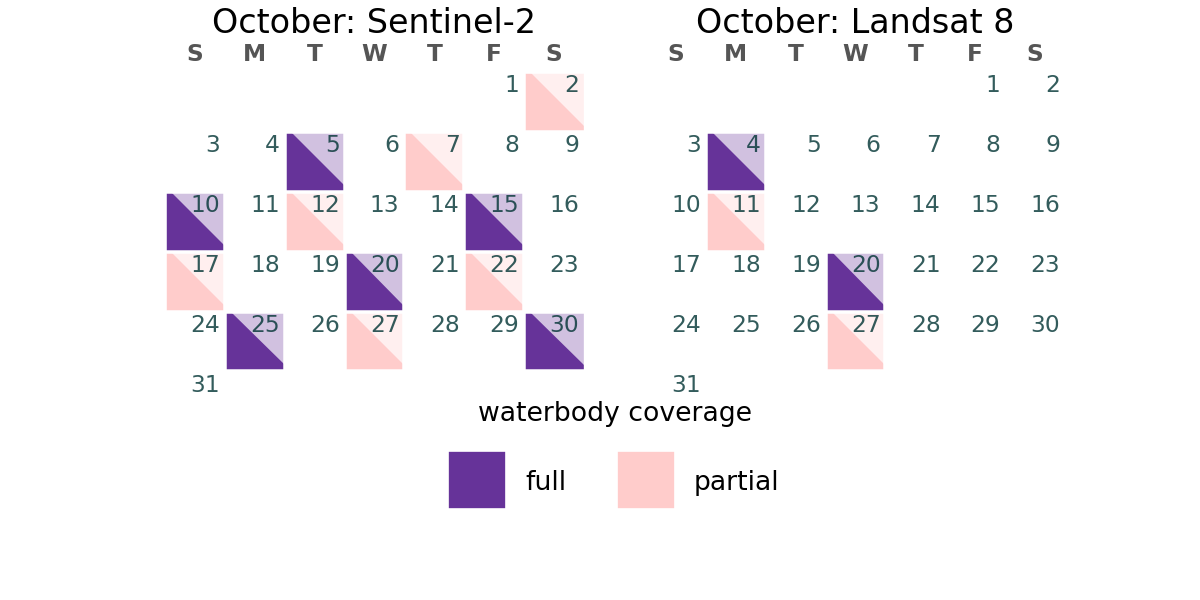 October: Sentinel-2
S M T W T F S
1 2
3 4 5 6 7 8 9
10 11 12 13 14 15 16
17 18 19 20 21 22 23
24 25 26 27 28 29 30
31
October: Landsat 8
S M T W T F S
1 2
3 4 5 6 7 8 9
10 11 12 13 14 15 16
17 18 19 20 21 22 23
24 25 26 27 28 29 30
31
waterbody coverage
full partial